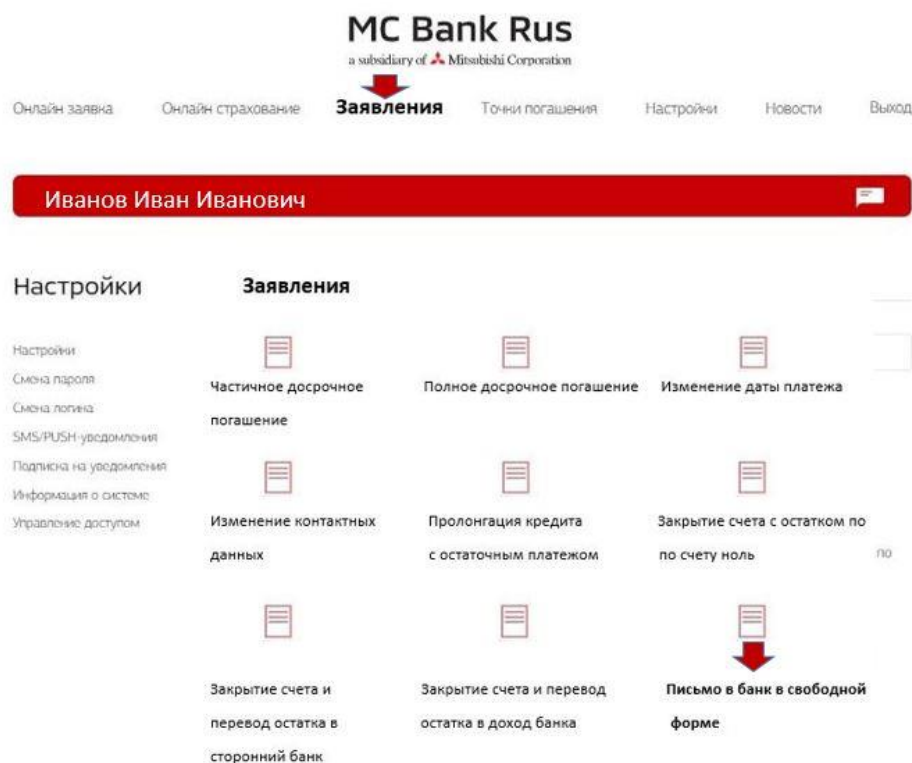 MC Bank Rus
a subsidiary of Mitsubishi Corporation
Онлайн заявка Онлайн страхование Заявления Точки погашения Настройки Новости Выход
Иванов Иван Иванович
Настройки
Настройки
Смена пароля
Смена логина
SMS/PUSH-уведомления
Подписка на уведомления
Информация о системе
Управление доступом
Заявления
Частичное досрочное
погашение
Полное досрочное погашение
Изменение даты платежа
Изменение контактных
данных
Пролонгация кредита
с остаточным платежом
Закрытие счета с остатком по
по счету ноль
по
Закрытие счета и
перевод остатка в
сторонний банк
Закрытие счета и перевод
остатка в доход банка
Письмо в банк в свободной
форме